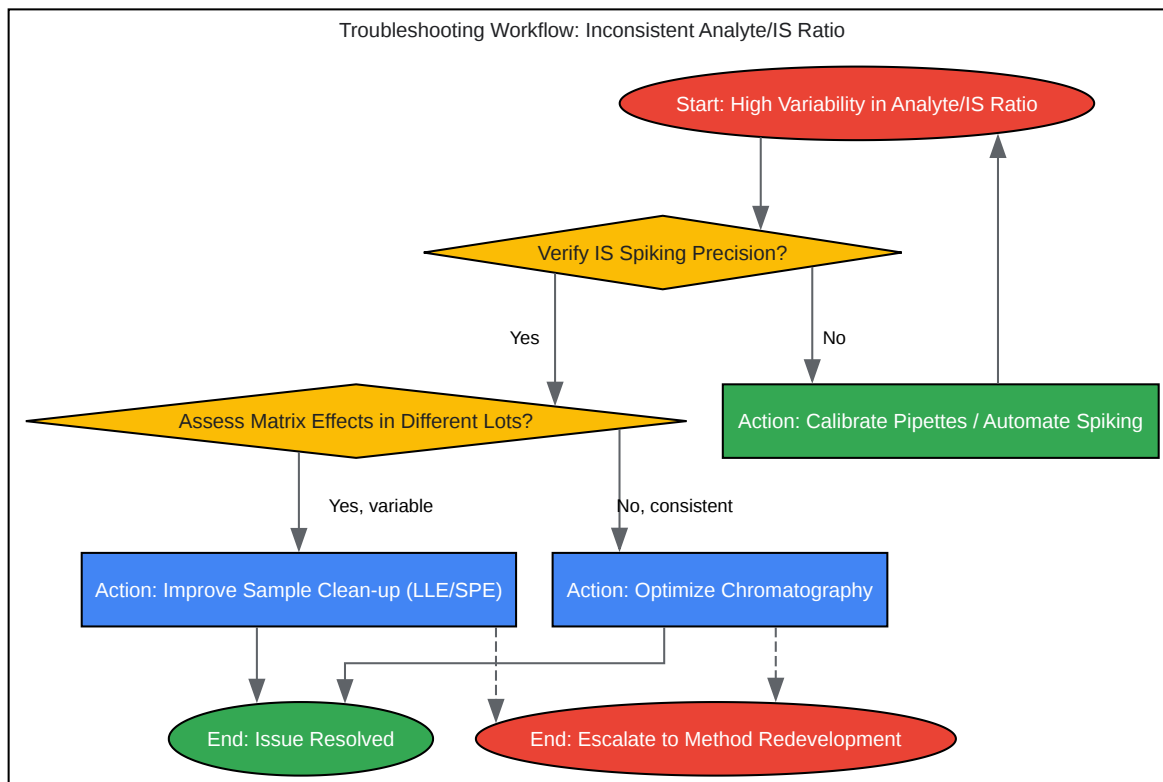 Troubleshooting Workflow: Inconsistent Analyte/IS Ratio
Start: High Variability in Analyte/IS Ratio
Verify IS Spiking Precision?
Yes
No
Assess Matrix Effects in Different Lots?
Action: Calibrate Pipettes / Automate Spiking
Yes, variable
No, consistent
Action: Improve Sample Clean-up (LLE/SPE)
Action: Optimize Chromatography
End: Issue Resolved
End: Escalate to Method Redevelopment